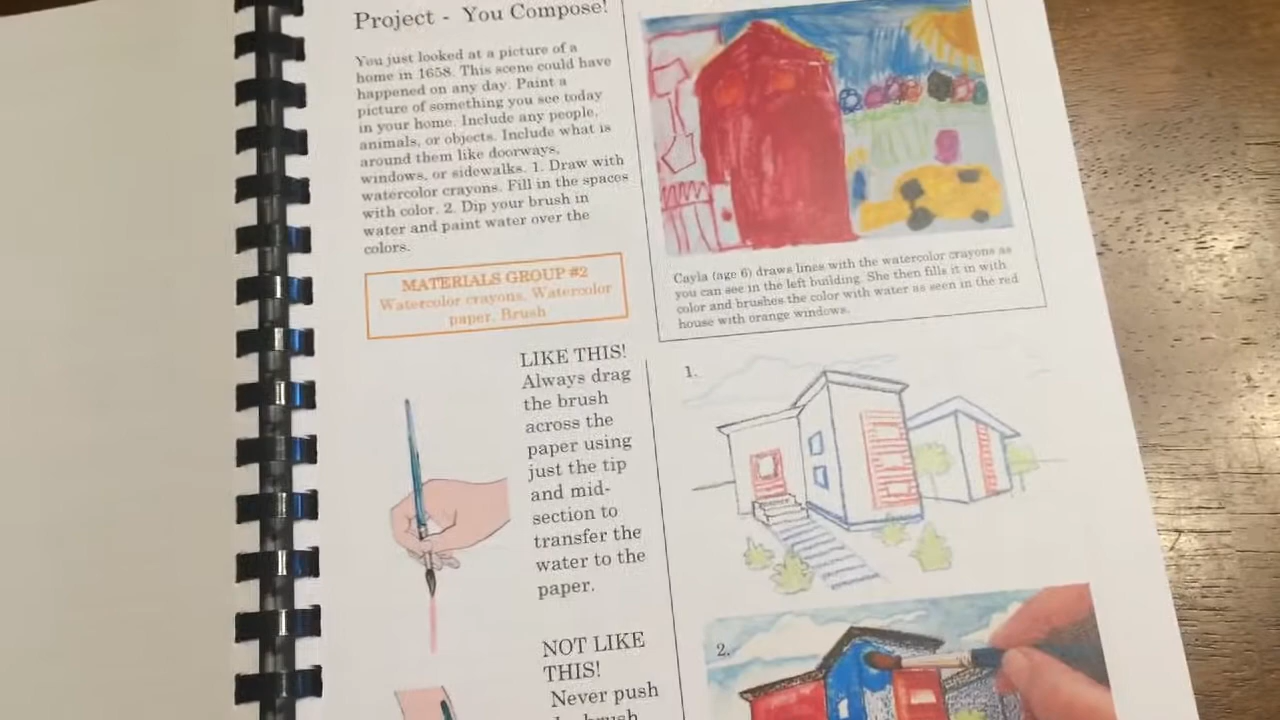 Project - You Compose!
You just looked at a picture of a
home in 1658. This scene could have
happened on any day. Paint a
picture of something you see today
in your home. Include any people,
animals, or objects. Include what is
around them like doorways,
windows, or sidewalks. 1. Draw with
watercolor crayons. Fill in the spaces
with color. 2. Dip your brush in
water and paint water over the
colors.
MATERIALS GROUP #2
Watercolor crayons, Watercolor
paper, Brush
LIKE THIS!
Always drag
the brush
across the
paper using
just the tip
and mid-
section to
transfer the
water to the
paper.
NOT LIKE
THIS!
Never push
brush
Cayla (age 6) draws lines with the watercolor crayons as
you can see in the left building. She then fills it in with
color and brushes the color with water as seen in the red
house with orange windows.
1.
2.